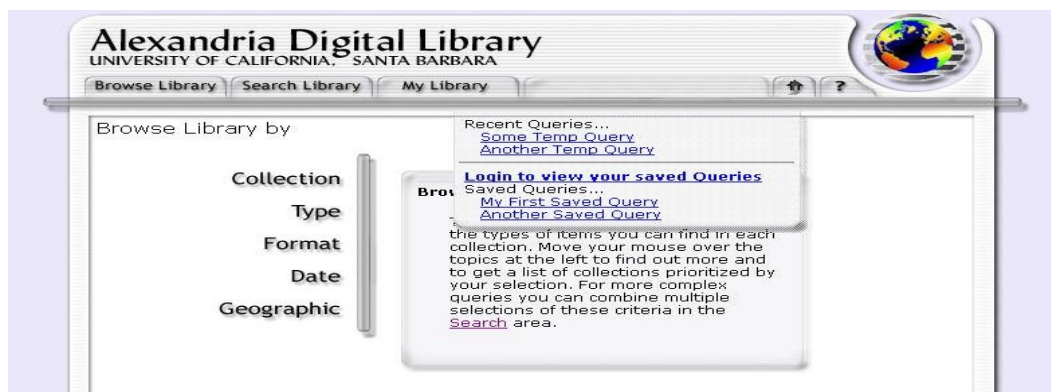 Alexandria Digital Library
UNIVERSITY OF CALIFORNIA, SANTA BARBARA
Browse Library Search Library My Library ?
Browse Library by
Collection
Type
Format
Date
Geographic
Recent Queries...
Some Temp Query
Another Temp Query
Login to view your saved Queries
Saved Queries...
My First Saved Query
Another Saved Query
the types of items you can find in each
collection. Move your mouse over the
topics at the left to find out more and
to get a list of collections prioritized by
your selection. For more complex
queries you can combine multiple
selections of these criteria in the
Search area.